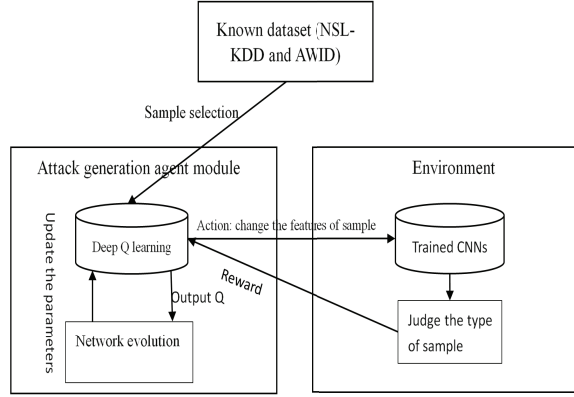 Known dataset (NSL-
KDD and AWID)
Sample selection
Attack generation agent module
Environment
Update the parameters
Deep Q learning
Action: change the features of sample
Trained CNNs
Reward
Output Q
Network evolution
Judge the type
of sample